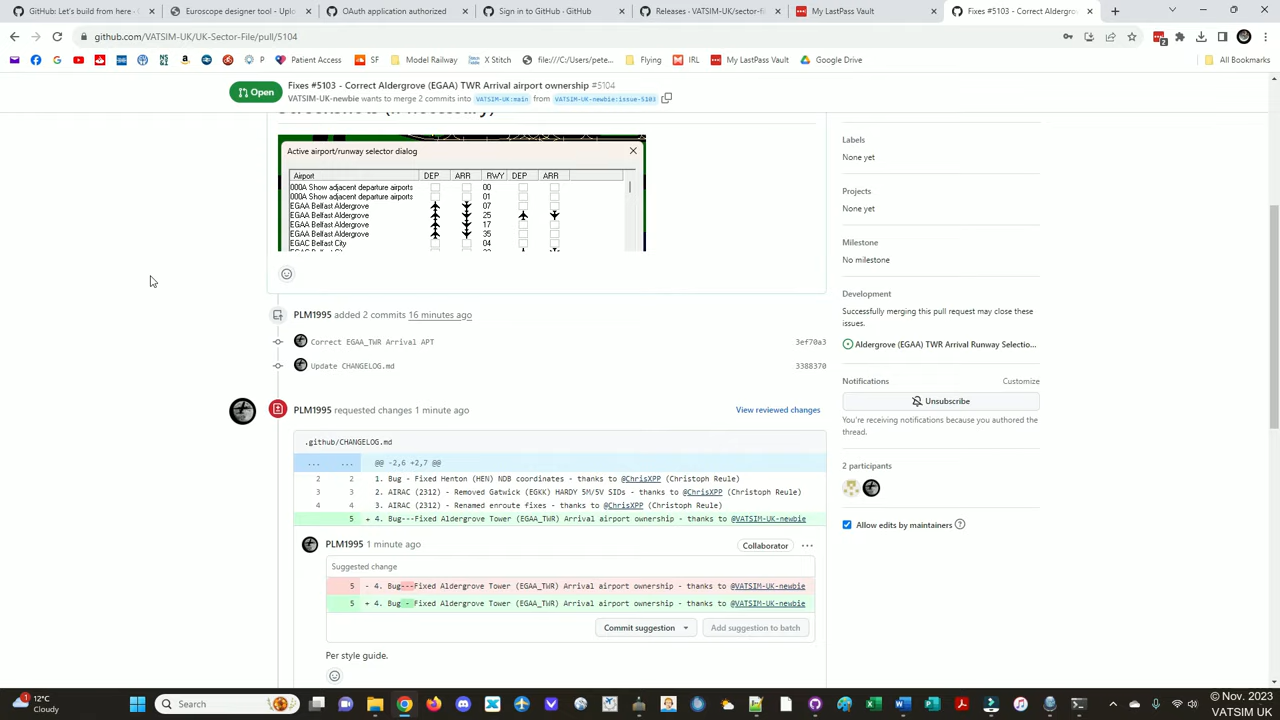 GitHub: Let's build from here · G
Euroscope designer tool - Uplo
OAuth application authorized
Sign in to GitHub · GitHub
Releases · VATSIM-UK/uk-sector-fi
My LastPass Vault
Fixes #5103 - Correct Aldergrov
github.com/VATSIM-UK/UK-Sector-File/pull/5104
P
Patient Access
SF
Model Railway
X Stitch
file:///C:/Users/pete...
Flying
IRL
My LastPass Vault
Google Drive
All Bookmarks
Open
Fixes #5103 - Correct Aldergrove (EGAA) TWR Arrival airport ownership #5104
VATSIM-UK-newbie wants to merge 2 commits into VATSIM-UK:main from VATSIM-UK-newbie:issue-5103
Active airport/runway selector dialog
Airport DEP ARR RWY DEP ARR
000A Show adjacent departure airports 00
000A Show adjacent departure airports 01
EGAA Belfast Aldergrove 07
EGAA Belfast Aldergrove 25
EGAA Belfast Aldergrove 17
EGAA Belfast Aldergrove 35
EGAC Belfast City 04
PLM1995 added 2 commits 16 minutes ago
Correct EGAA_TWR Arrival APT 3ef70a3
Update CHANGELOG.md 3388370
PLM1995 requested changes 1 minute ago
View reviewed changes
.github/CHANGELOG.md
... ... @@ -2,6 +2,7 @@
2 2 1. Bug - Fixed Henton (HEN) NDB coordinates - thanks to @ChrisXPP (Christoph Reule)
3 3 2. AIRAC (2312) - Removed Gatwick (EGKK) HARDY 5M/5V SIDs - thanks to @ChrisXPP (Christoph Reule)
4 4 3. AIRAC (2312) - Renamed enroute fixes - thanks to @ChrisXPP (Christoph Reule)
5 + 4. Bug---Fixed Aldergrove Tower (EGAA_TWR) Arrival airport ownership - thanks to @VATSIM-UK-newbie
PLM1995 1 minute ago
Collaborator
Suggested change
5 - 4. Bug---Fixed Aldergrove Tower (EGAA_TWR) Arrival airport ownership - thanks to @VATSIM-UK-newbie
5 + 4. Bug - Fixed Aldergrove Tower (EGAA_TWR) Arrival airport ownership - thanks to @VATSIM-UK-newbie
Commit suggestion
Add suggestion to batch
Per style guide.
Labels
None yet
Projects
None yet
Milestone
No milestone
Development
Successfully merging this pull request may close these
issues.
Aldergrove (EGAA) TWR Arrival Runway Selectio...
Notifications
Customize
Unsubscribe
You're receiving notifications because you authored the
thread.
2 participants
Allow edits by maintainers
1
12°C
Cloudy
Search
© Nov. 2023
VATSIM UK